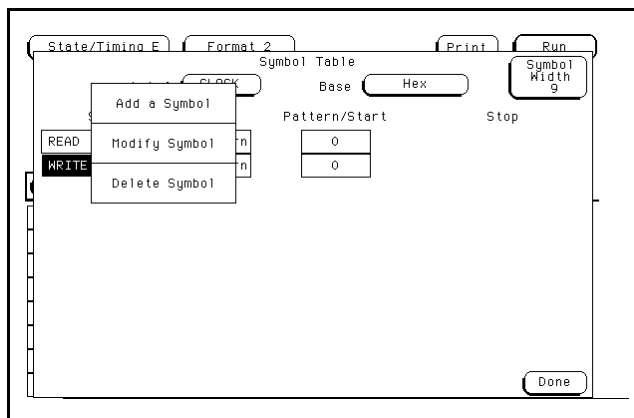 State/Timing E Format 2 Print Run
Symbol Table
Symbol Width 9
Base Hex
Add a Symbol
Pattern/Start Stop
READ Modify Symbol 0
WRITE 0
Delete Symbol
Done